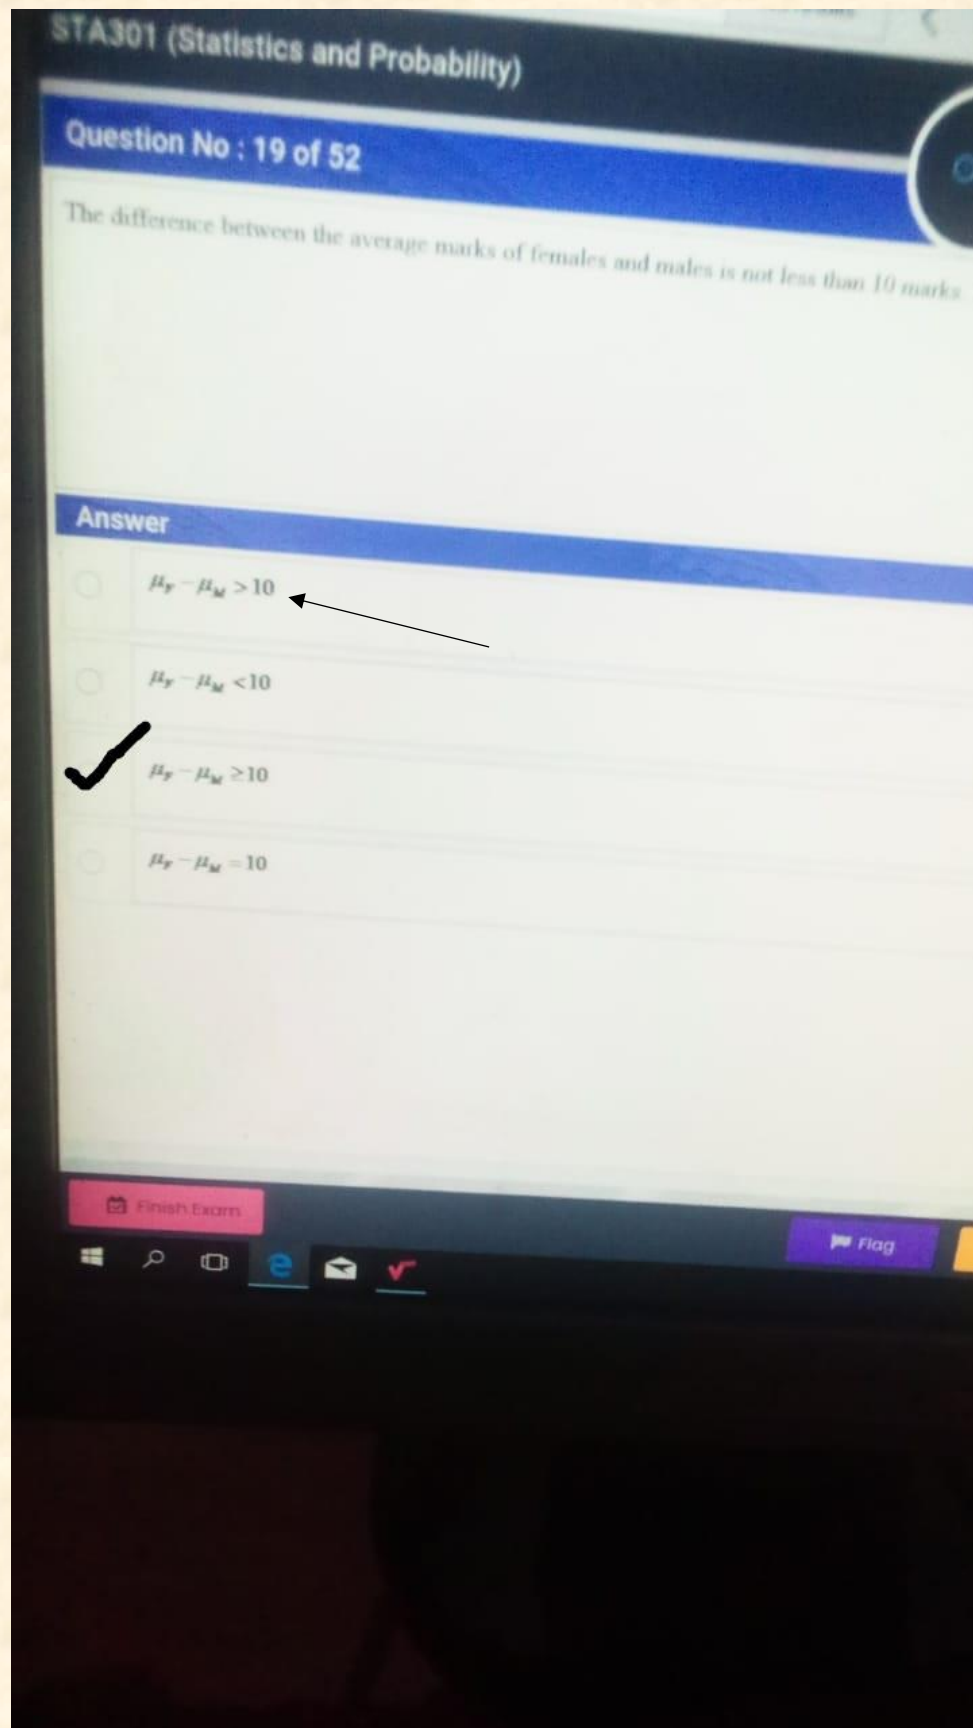 STA301 (Statistics and Probability)
Question No : 19 of 52
The difference between the average marks of females and males is not less than 10 marks
Answer
μF − μM > 10
μF − μM < 10
μF − μM ≥ 10
μF − μM = 10
Finish Exam
Flag